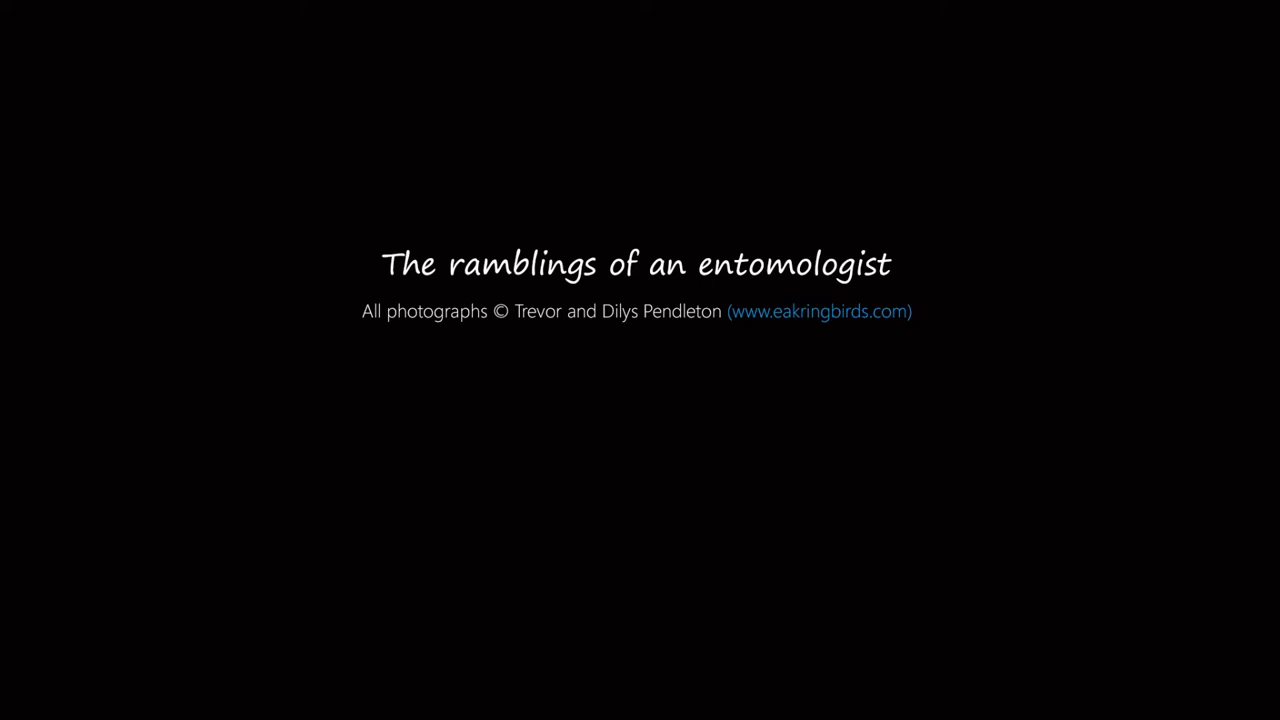 The ramblings of an entomologist
All photographs © Trevor and Dilys Pendleton (www.eakringbirds.com)